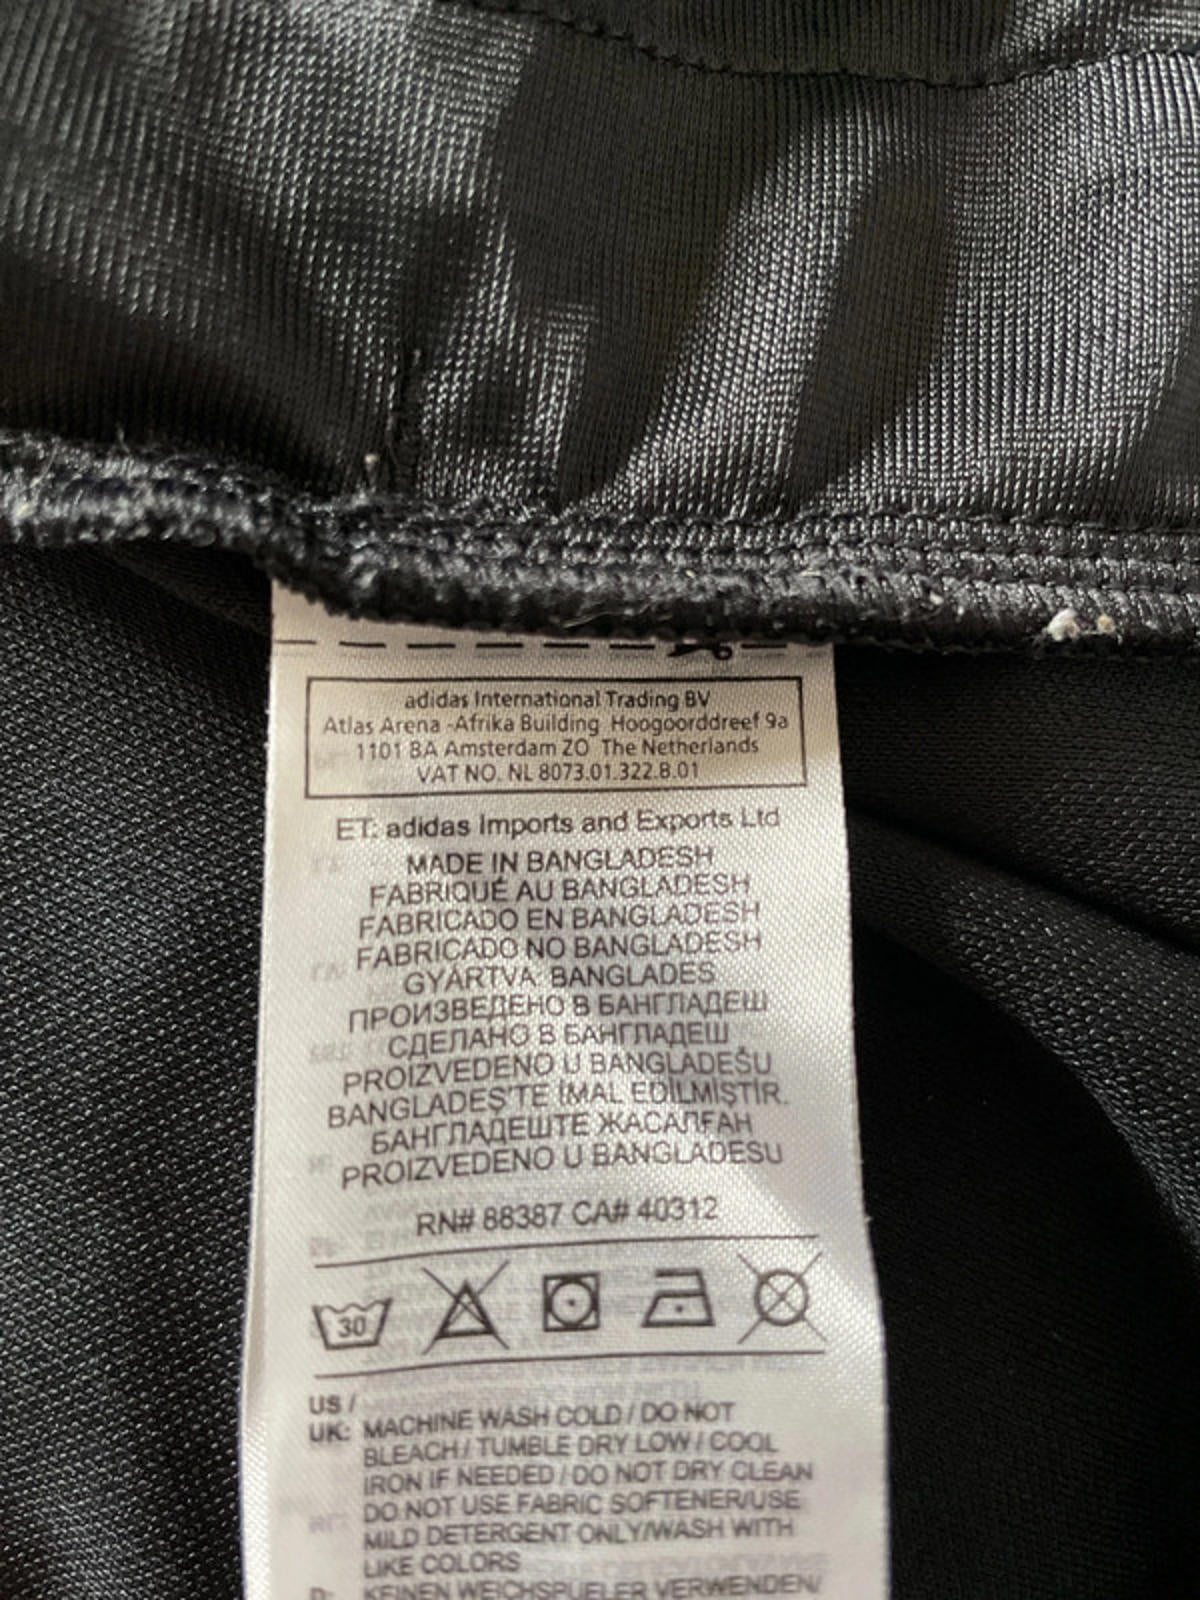 adidas International Trading BV
Atlas Arena -Afrika Building Hoogoorddreef 9a
1101 BA Amsterdam ZO The Netherlands
VAT NO. NL 8073.01.322.B.01
ET: adidas Imports and Exports Ltd
MADE IN BANGLADESH
FABRIQUÉ AU BANGLADESH
FABRICADO EN BANGLADESH
FABRICADO NO BANGLADESH
GYÁRTVA: BANGLADES
ПРОИЗВЕДЕНО В БАНГЛАДЕШ
СДЕЛАНО В БАНГЛАДЕШ
PROIZVEDENO U BANGLADEŠU
BANGLADEŞ'TE İMAL EDİLMİŞTİR.
БАНГЛАДЕШТЕ ЖАСАЛҒАН
PROIZVEDENO U BANGLADESU
RN# 88387 CA# 40312
30
US /
UK: MACHINE WASH COLD / DO NOT
BLEACH / TUMBLE DRY LOW / COOL
IRON IF NEEDED / DO NOT DRY CLEAN
DO NOT USE FABRIC SOFTENER/USE
MILD DETERGENT ONLY/WASH WITH
LIKE COLORS
D: KEINEN WEICHSPUELER VERWENDEN/